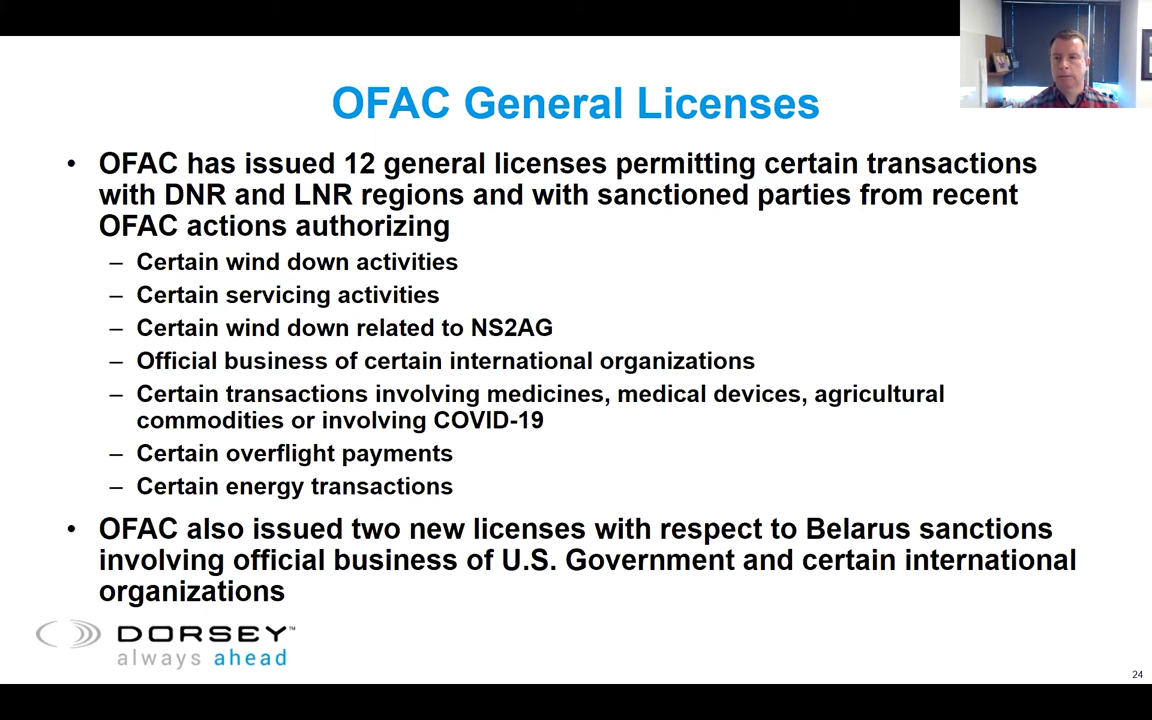 OFAC General Licenses
• OFAC has issued 12 general licenses permitting certain transactions
with DNR and LNR regions and with sanctioned parties from recent
OFAC actions authorizing
– Certain wind down activities
– Certain servicing activities
– Certain wind down related to NS2AG
– Official business of certain international organizations
– Certain transactions involving medicines, medical devices, agricultural
commodities or involving COVID-19
– Certain overflight payments
– Certain energy transactions
• OFAC also issued two new licenses with respect to Belarus sanctions
involving official business of U.S. Government and certain international
organizations
DORSEY™
always ahead
24